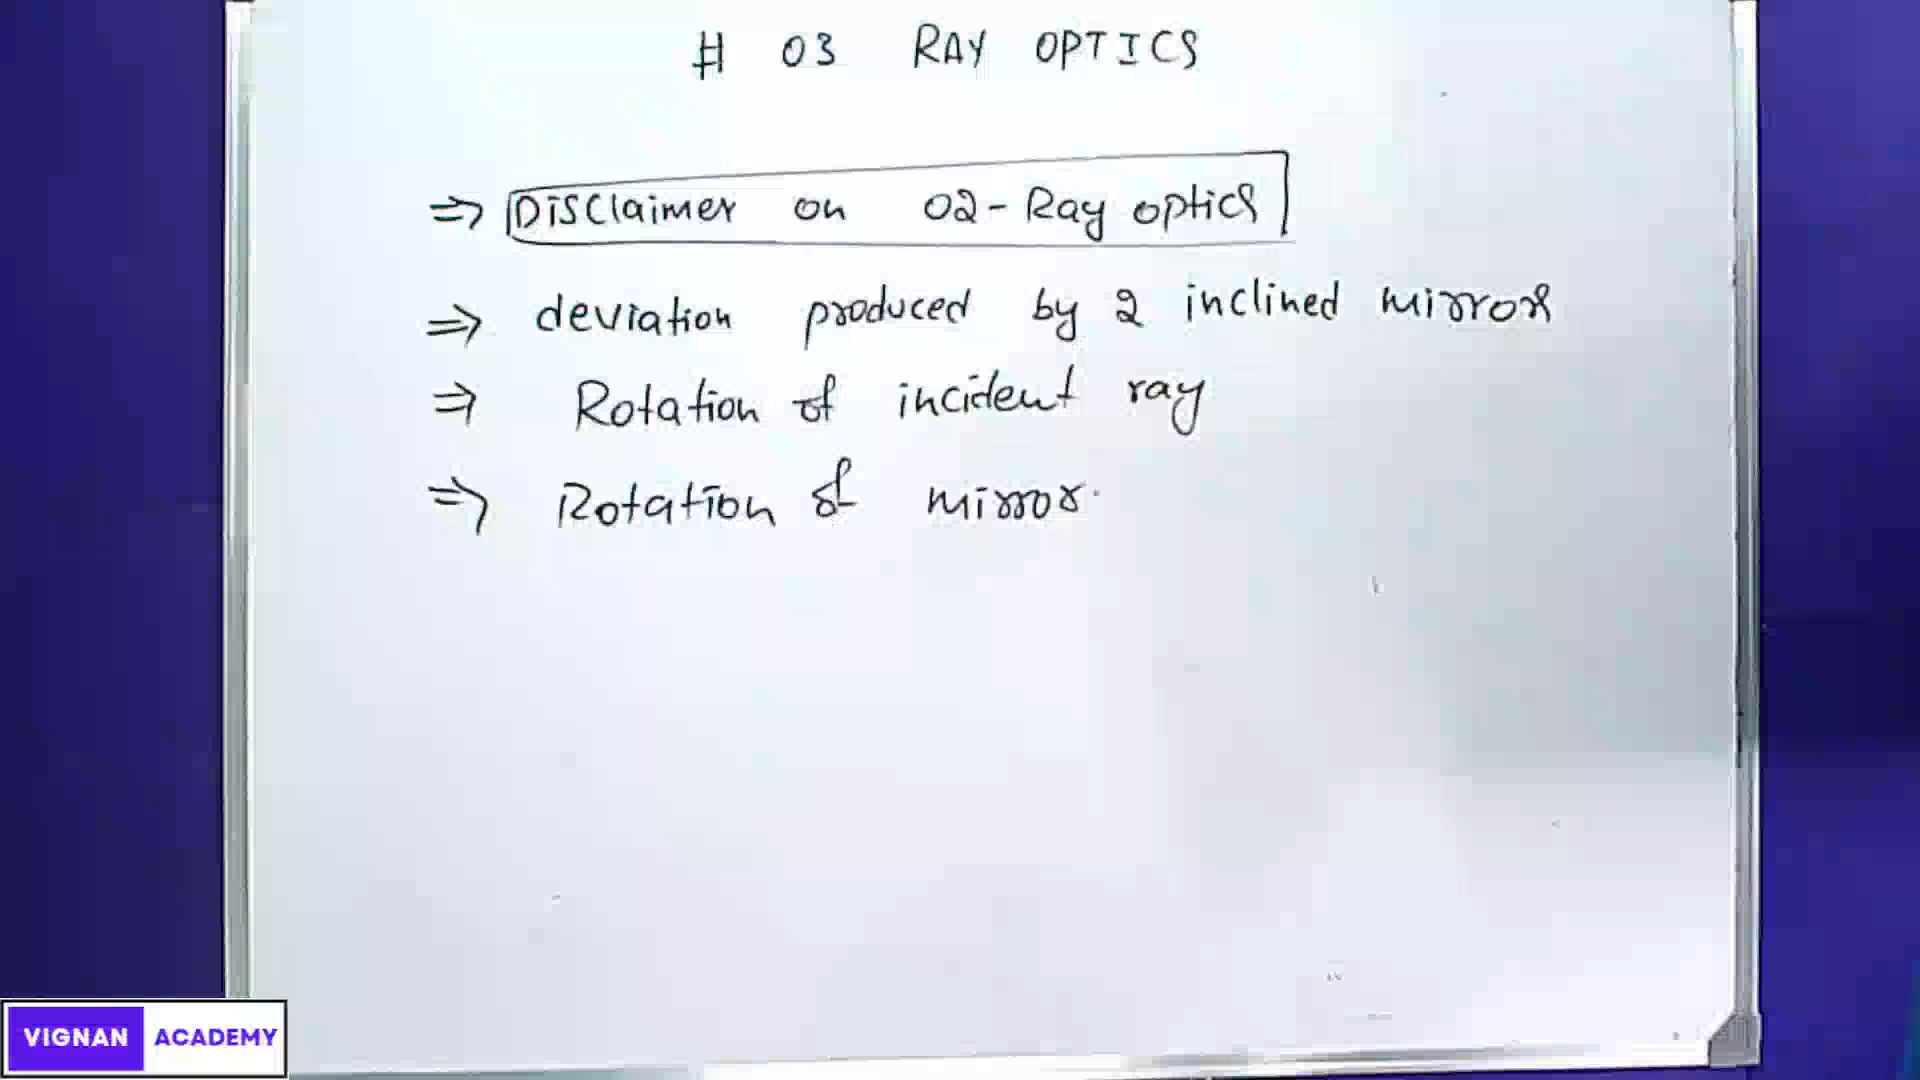 # 03 RAY OPTICS
⇒ Disclaimer on 02- Ray optics
⇒ deviation produced by 2 inclined mirror
⇒ Rotation of incident ray
⇒ Rotation of mirror.
VIGNAN ACADEMY